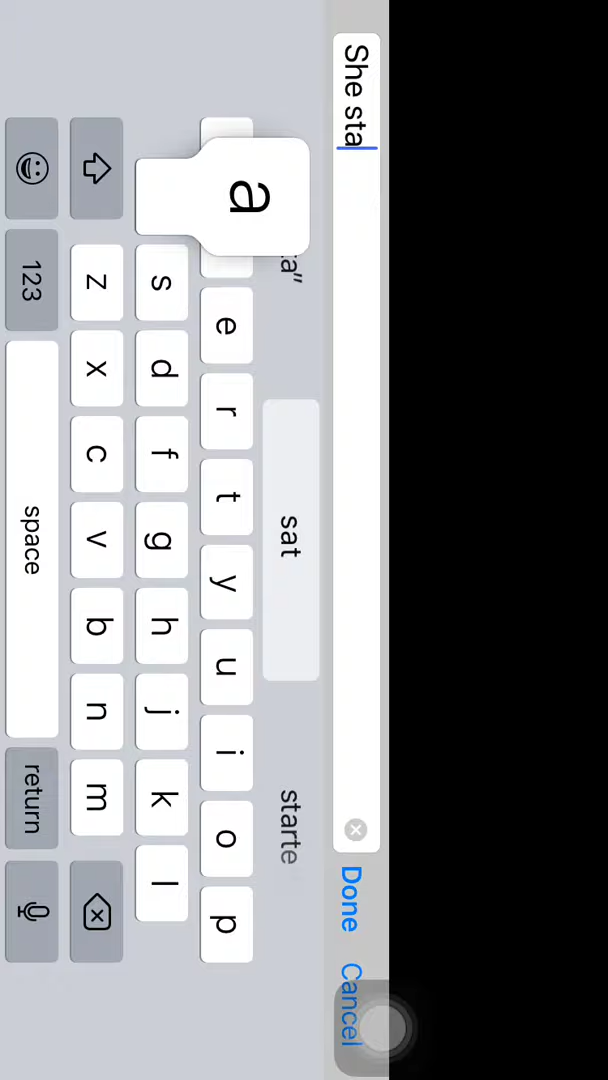 She sta
Done Cancel
a" sat starte
e r t y u i o p
a s d f g h j k l
z x c v b n m
123 space return